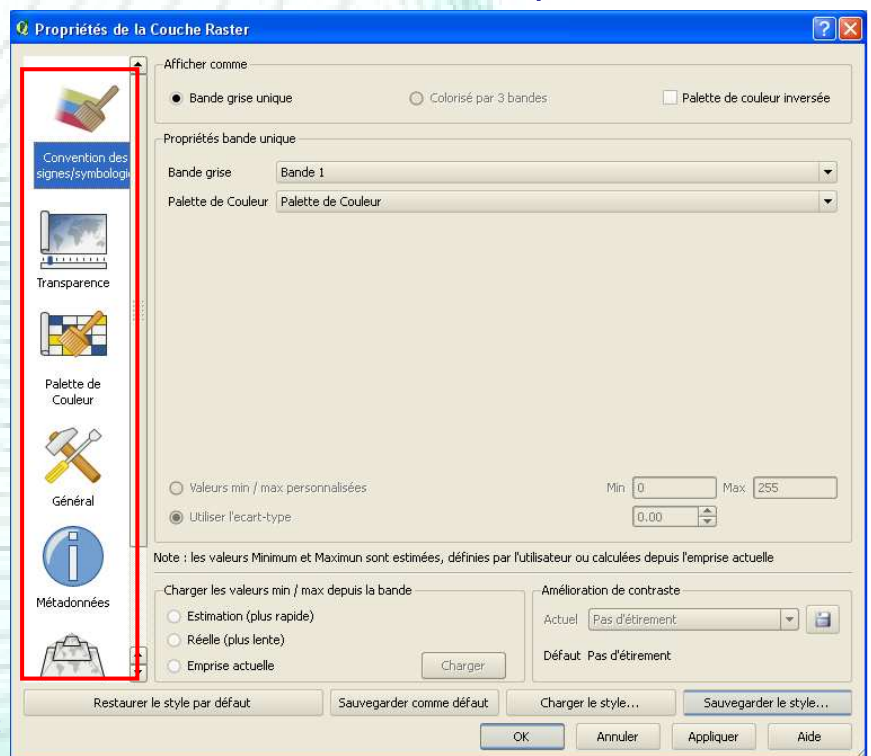 Propriétés de la Couche Raster
Convention des
signes/symbologi
Transparence
Palette de
Couleur
Général
Métadonnées
Afficher comme
Bande grise unique
Colorisé par 3 bandes
Palette de couleur inversée
Propriétés bande unique
Bande grise Bande 1
Palette de Couleur Palette de Couleur
Valeurs min / max personnalisées Min 0 Max 255
Utiliser l'ecart-type 0.00
Note : les valeurs Minimum et Maximun sont estimées, définies par l'utilisateur ou calculées depuis l'emprise actuelle
Charger les valeurs min / max depuis la bande
Estimation (plus rapide)
Réelle (plus lente)
Emprise actuelle Charger
Amélioration de contraste
Actuel Pas d'étirement
Défaut Pas d'étirement
Restaurer le style par défaut Sauvegarder comme défaut Charger le style... Sauvegarder le style...
OK Annuler Appliquer Aide